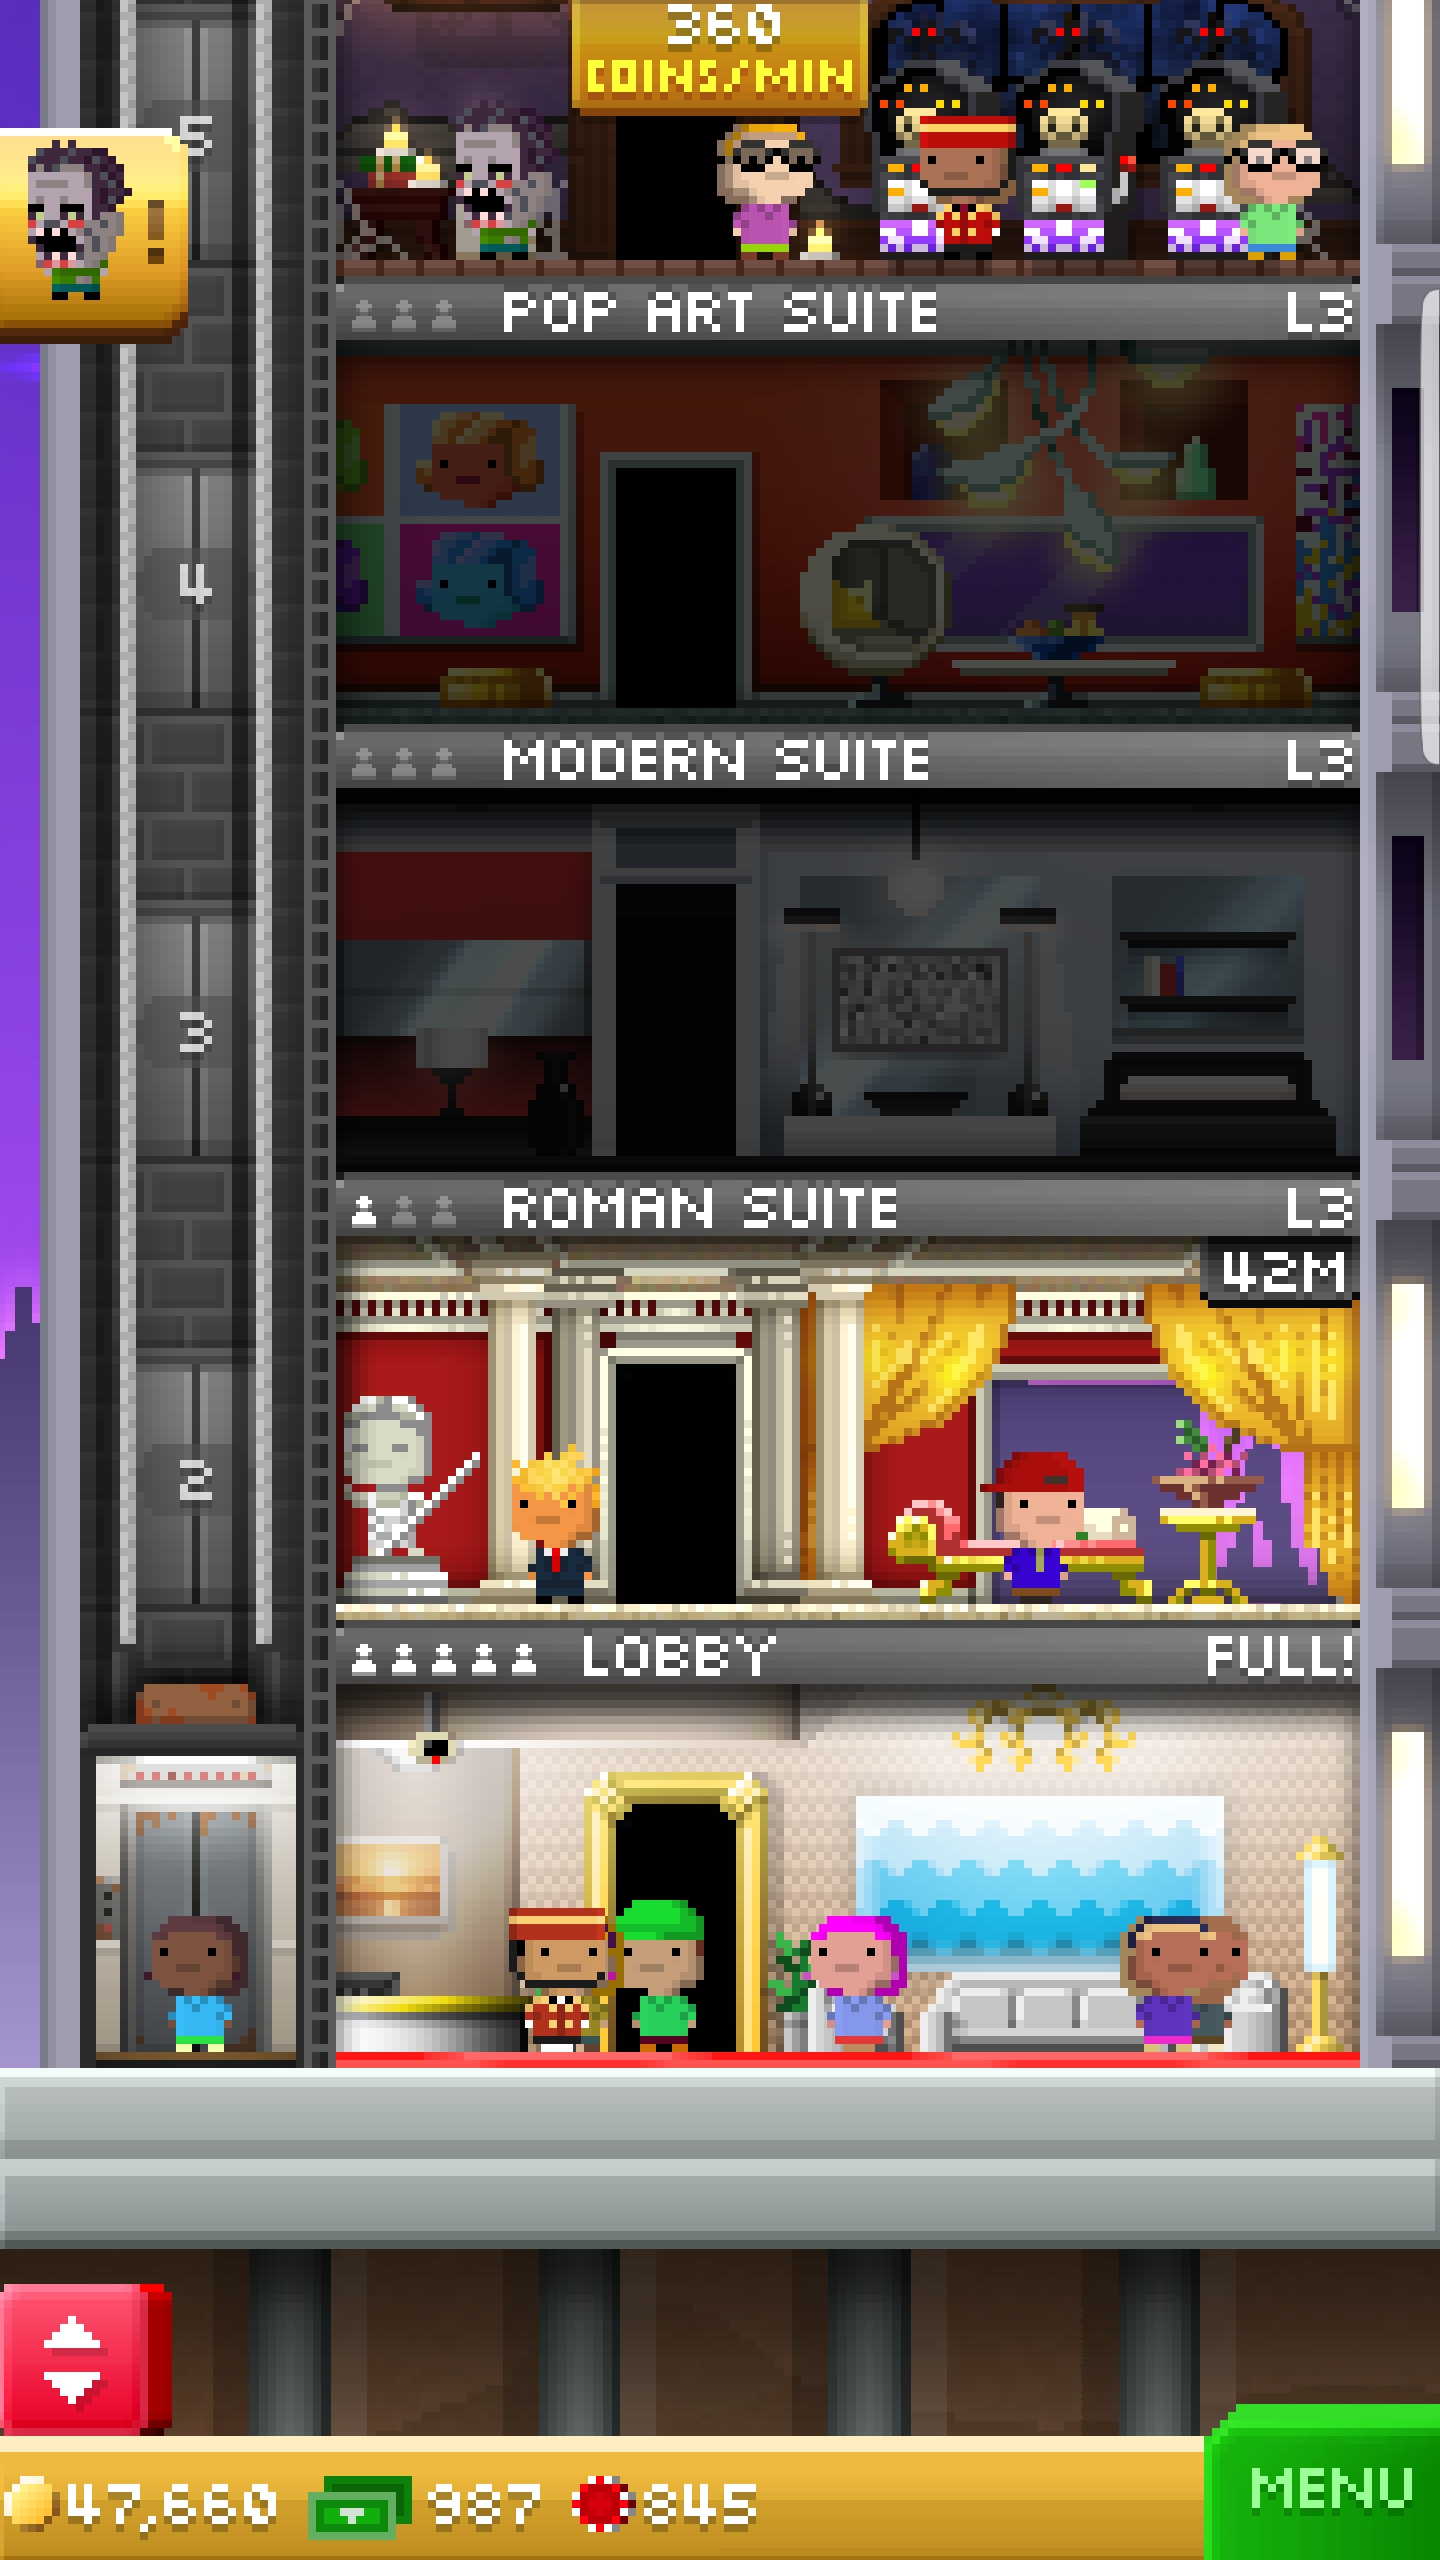 360
COINS/MIN
5
!
POP ART SUITE L3
4
MODERN SUITE L3
3
ROMAN SUITE L3
42M
2
LOBBY FULL!
47,660 987 845
MENU